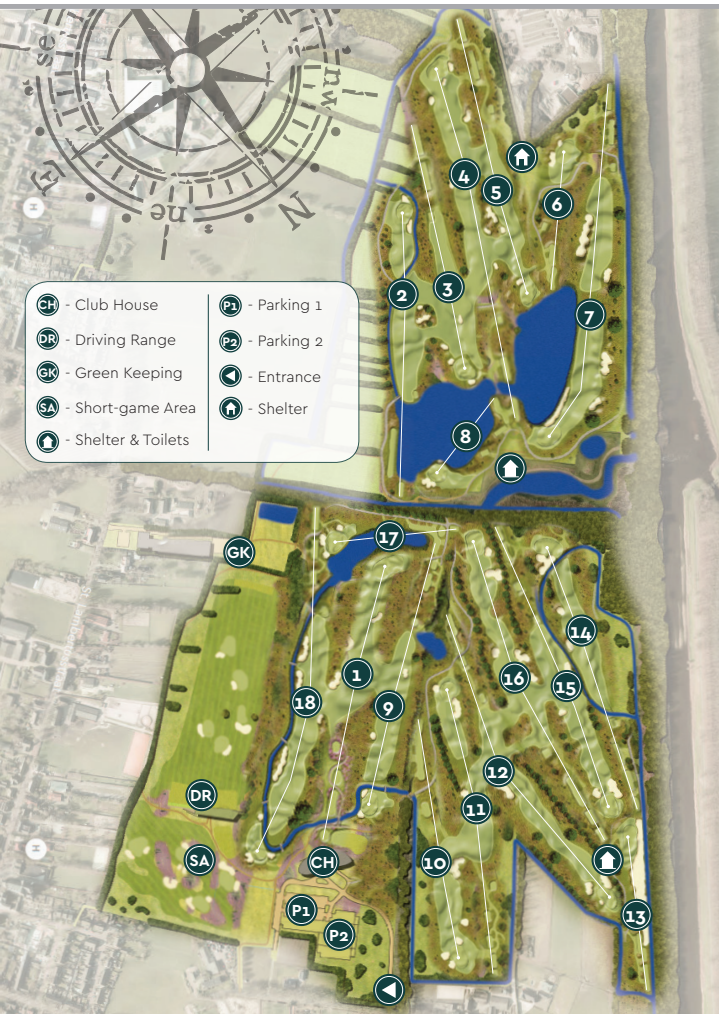 se
nw
E
ne
N
H
CH - Club House
DR - Driving Range
GK - Green Keeping
SA - Short-game Area
- Shelter & Toilets
P1 - Parking 1
P2 - Parking 2
- Entrance
- Shelter
4
5
6
2
3
7
8
17
GK
14
1
16
15
18
9
12
DR
11
H
SA
CH
10
P1
13
P2